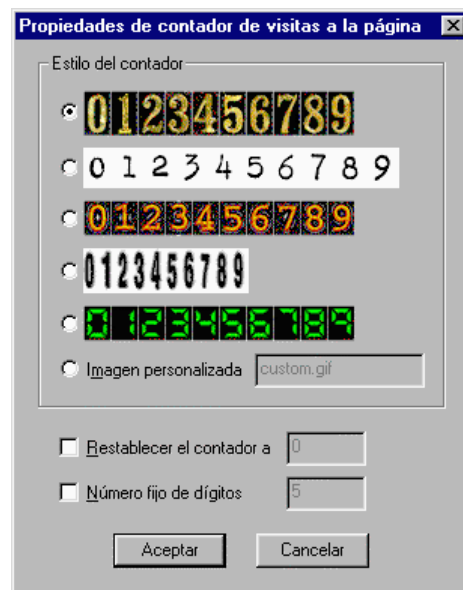 Propiedades de contador de visitas a la página
Estilo del contador
0123456789
0 1 2 3 4 5 6 7 8 9
0123456789
0123456789
0123456789
Imagen personalizada custom.gif
Restablecer el contador a 0
Número fijo de dígitos 5
Aceptar Cancelar